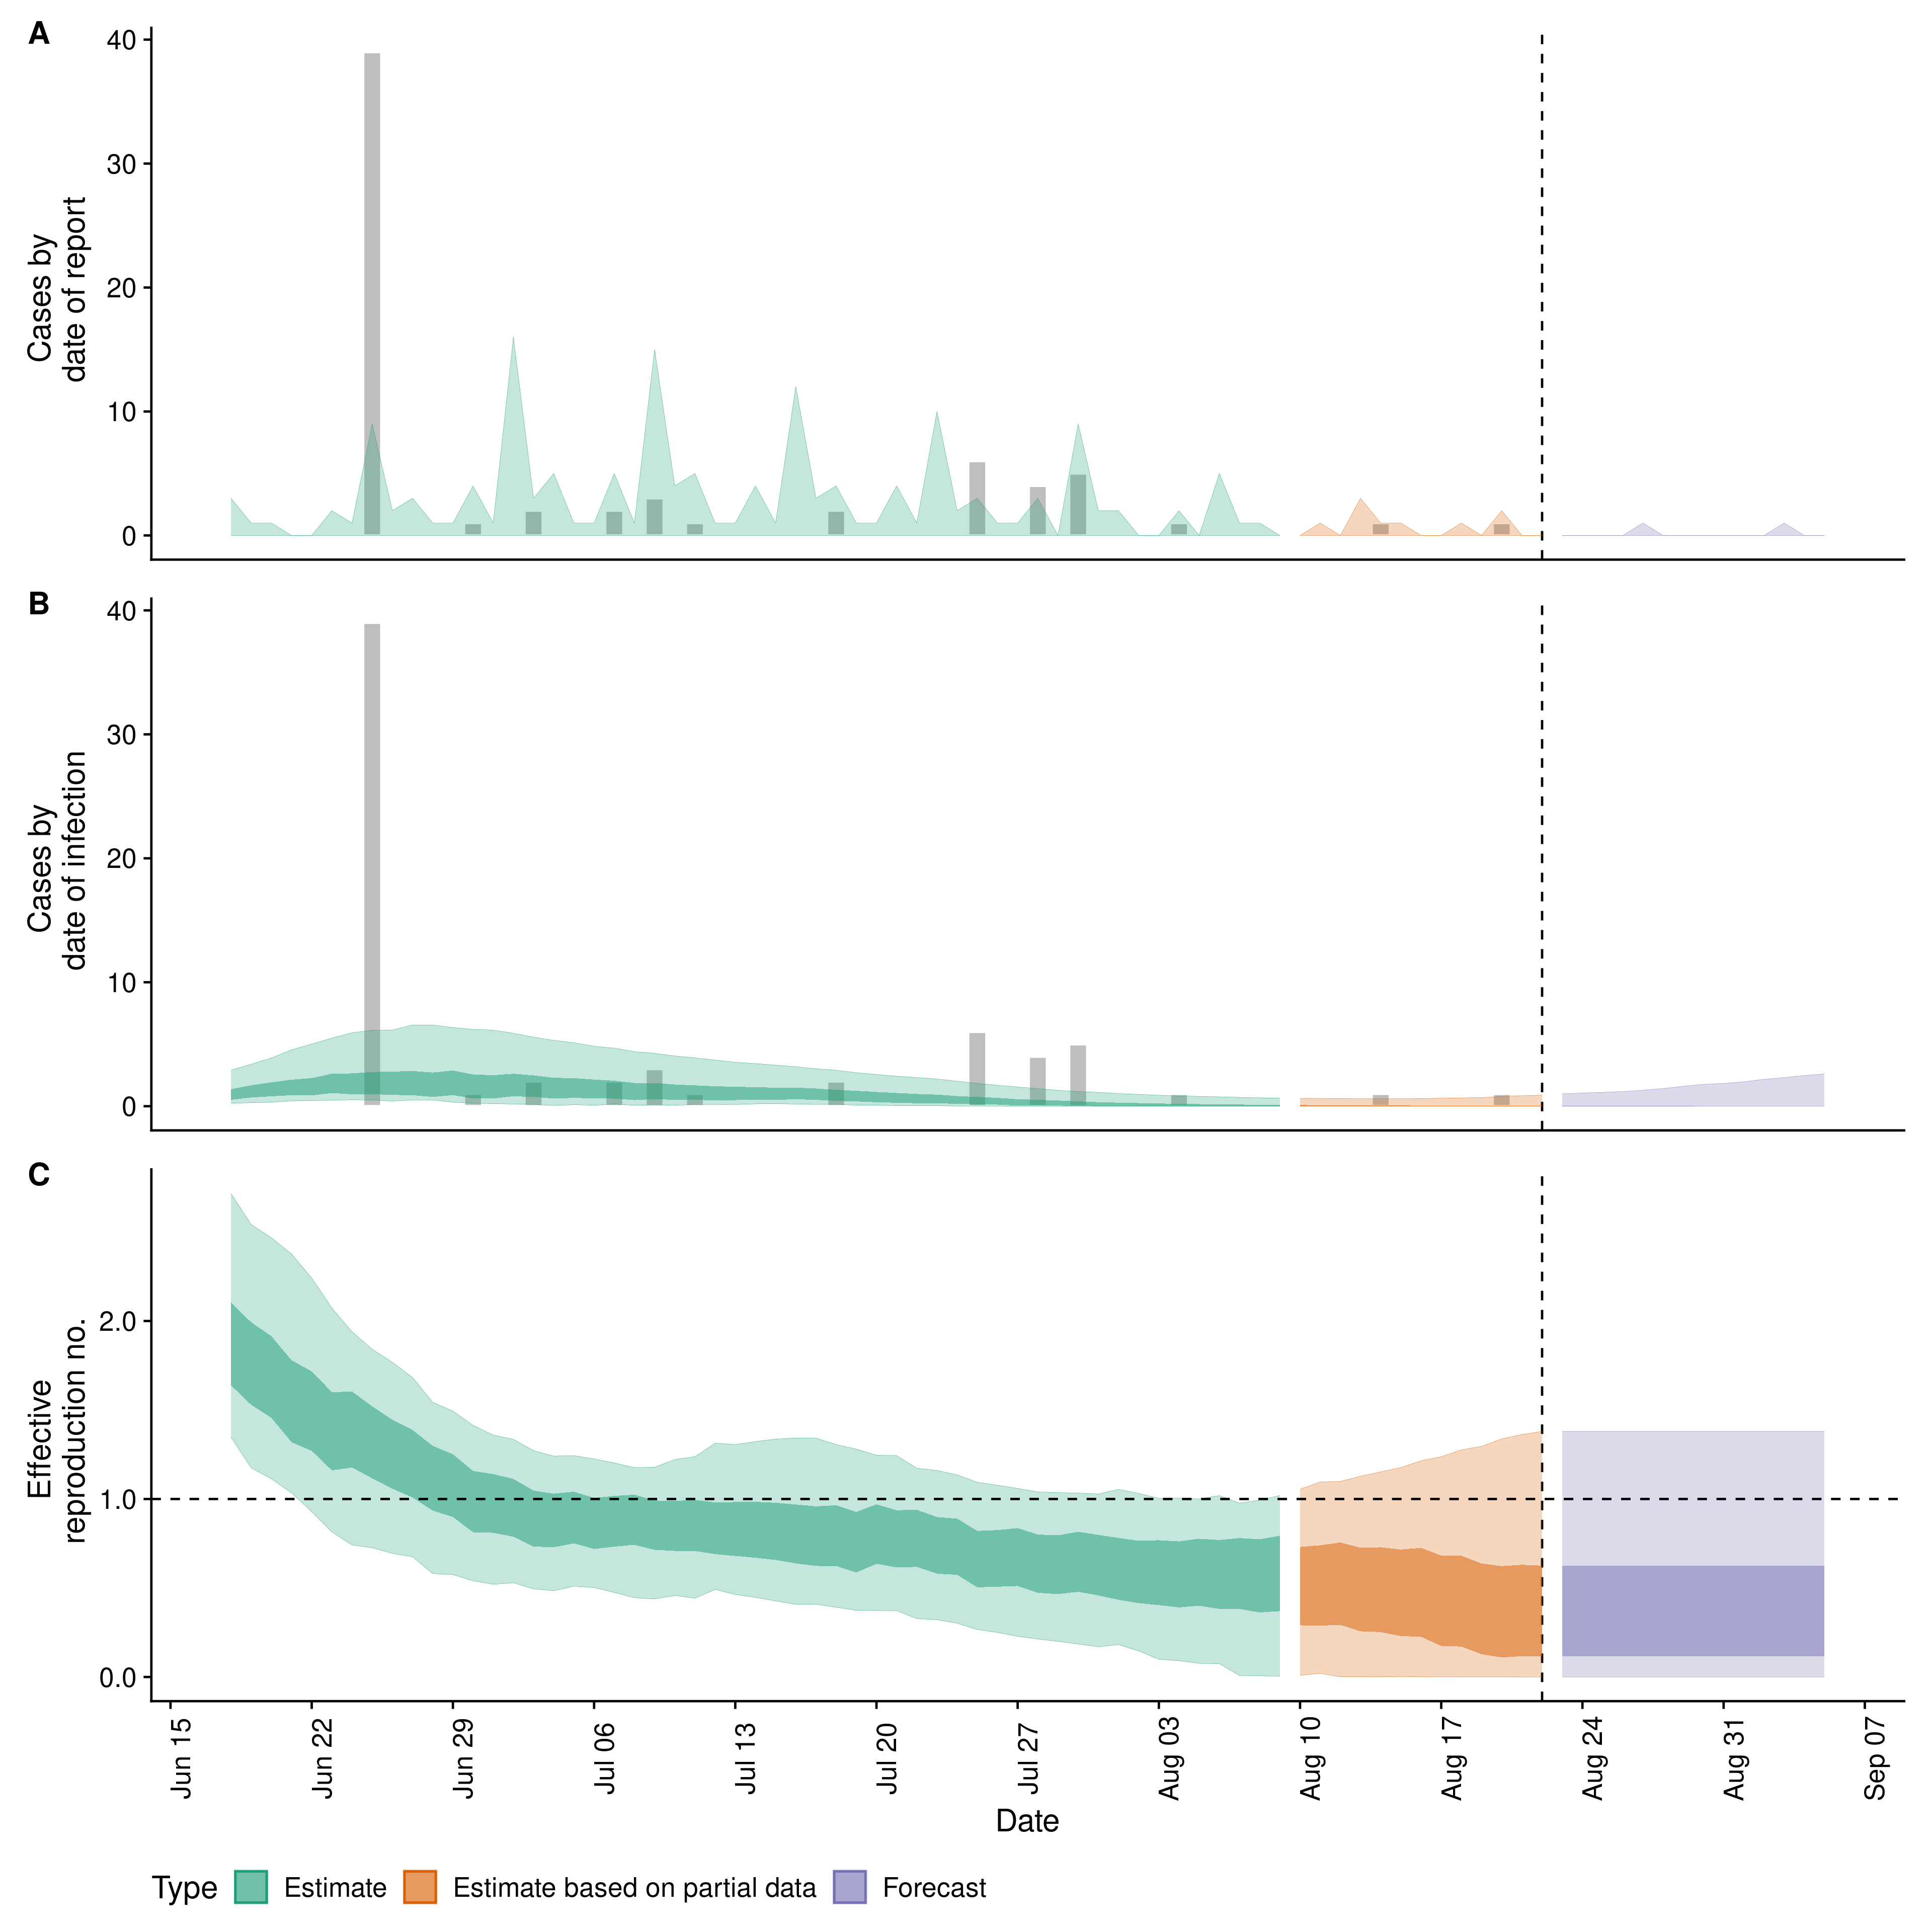 A
40
30
20
10
0
Cases by
date of report
B
40
30
20
10
0
Cases by
date of infection
C
2.0
1.0
0.0
Effective
reproduction no.
Jun 15
Jun 22
Jun 29
Jul 06
Jul 13
Jul 20
Jul 27
Aug 03
Aug 10
Aug 17
Aug 24
Aug 31
Sep 07
Date
Type Estimate Estimate based on partial data Forecast